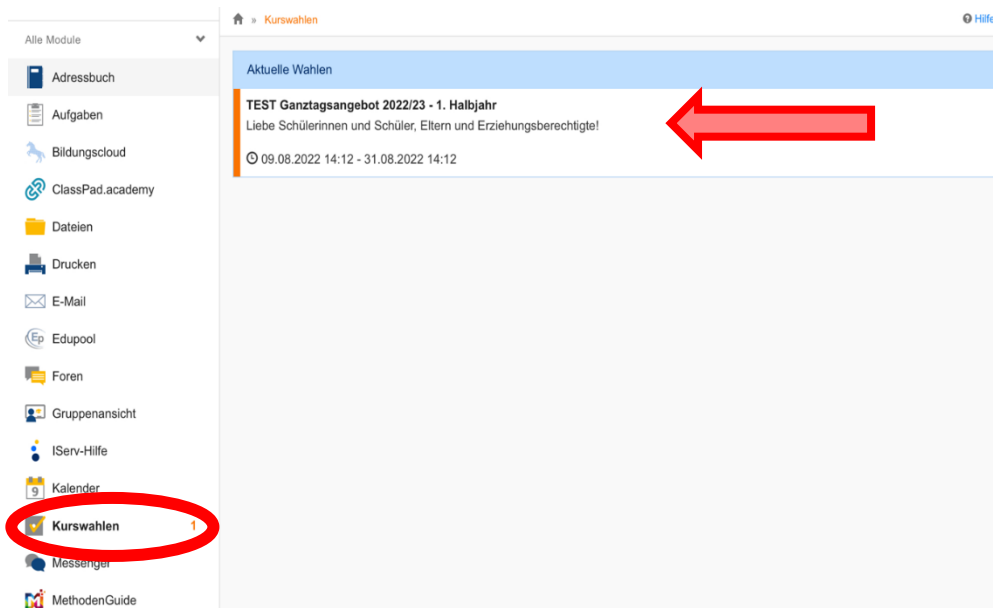 » Kurswahlen
Hilfe
Alle Module
Adressbuch
Aufgaben
Bildungscloud
ClassPad.academy
Dateien
Drucken
E-Mail
Ep Edupool
Foren
Gruppenansicht
IServ-Hilfe
9 Kalender
Kurswahlen 1
Messenger
MethodenGuide
Aktuelle Wahlen
TEST Ganztagsangebot 2022/23 - 1. Halbjahr
Liebe Schülerinnen und Schüler, Eltern und Erziehungsberechtigte!
09.08.2022 14:12 - 31.08.2022 14:12